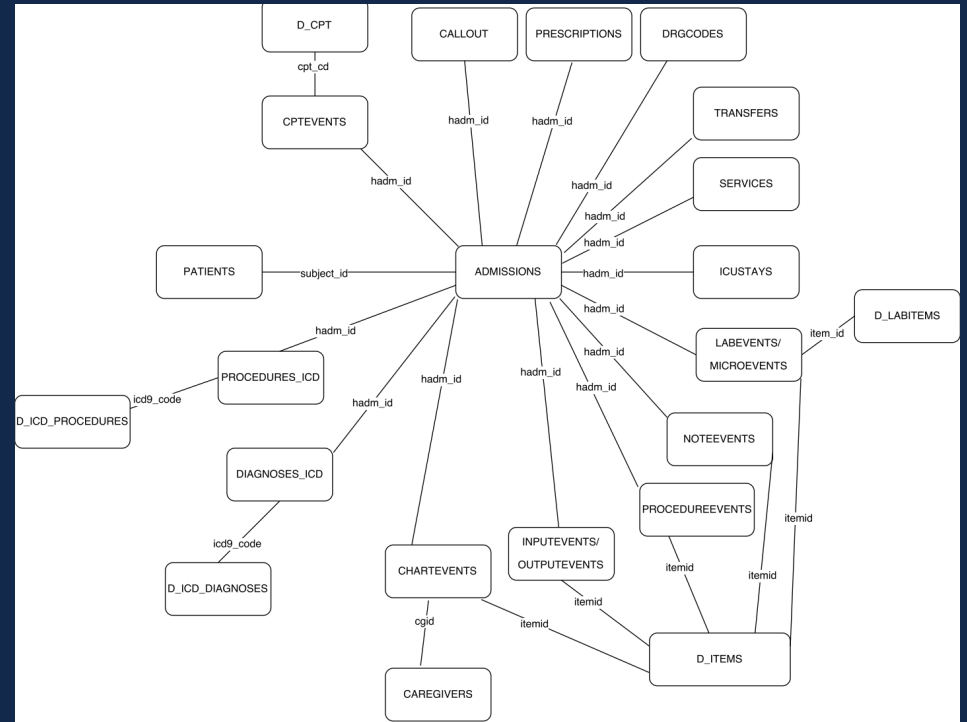 D_CPT
CALLOUT
PRESCRIPTIONS
DRGCODES
cpt_cd
CPTEVENTS
TRANSFERS
hadm_id
hadm_id
hadm_id
SERVICES
hadm_id
hadm_id
hadm_id
PATIENTS
subject_id
ADMISSIONS
hadm_id
ICUSTAYS
hadm_id
D_LABITEMS
hadm_id
item_id
LABEVENTS/
MICROEVENTS
hadm_id
PROCEDURES_ICD
hadm_id
hadm_id
hadm_id
icd9_code
hadm_id
D_ICD_PROCEDURES
NOTEEVENTS
DIAGNOSES_ICD
PROCEDUREEVENTS
itemid
icd9_code
INPUTEVENTS/
OUTPUTEVENTS
CHARTEVENTS
itemid
itemid
D_ICD_DIAGNOSES
itemid
cgid
itemid
D_ITEMS
CAREGIVERS